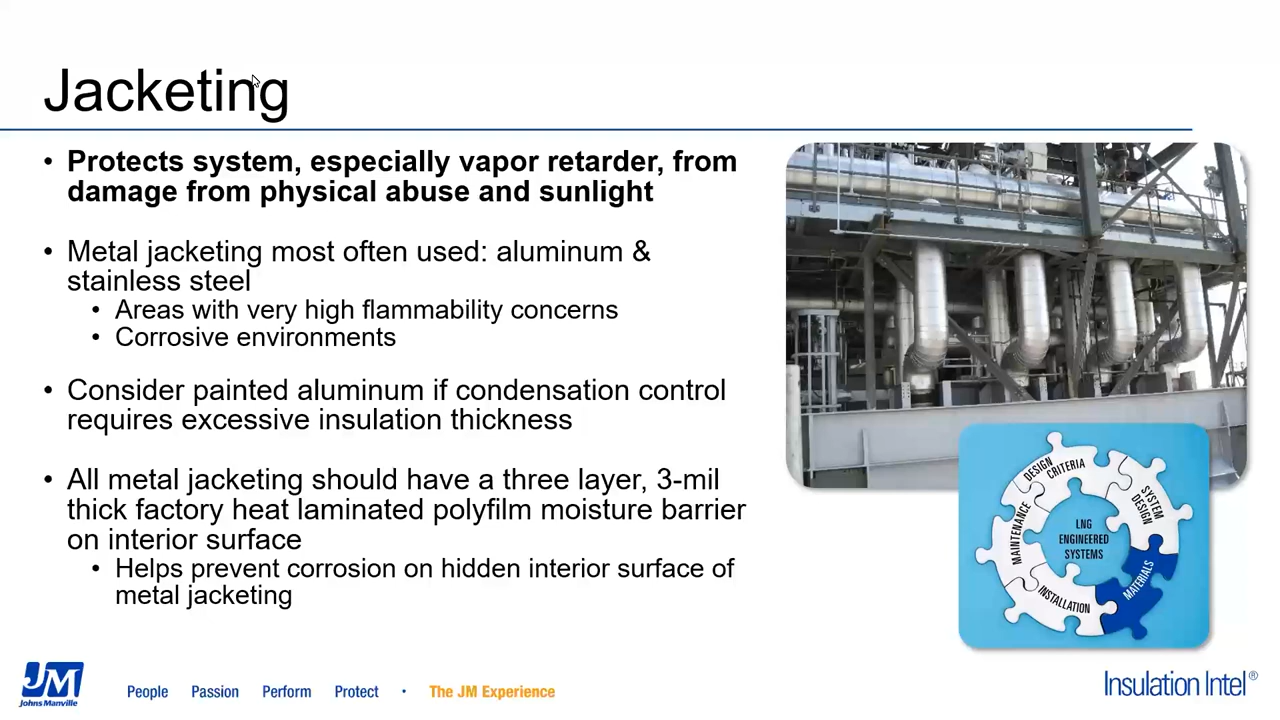 Jacketing
• Protects system, especially vapor retarder, from
damage from physical abuse and sunlight
• Metal jacketing most often used: aluminum &
stainless steel
• Areas with very high flammability concerns
• Corrosive environments
• Consider painted aluminum if condensation control
requires excessive insulation thickness
• All metal jacketing should have a three layer, 3-mil
thick factory heat laminated polyfilm moisture barrier
on interior surface
• Helps prevent corrosion on hidden interior surface of
metal jacketing
DESIGN
CRITERIA
SYSTEM
DESIGN
MATERIALS
INSTALLATION
MAINTENANCE
LNG
ENGINEERED
SYSTEMS
JM
Johns Manville
People Passion Perform Protect • The JM Experience
Insulation Intel®